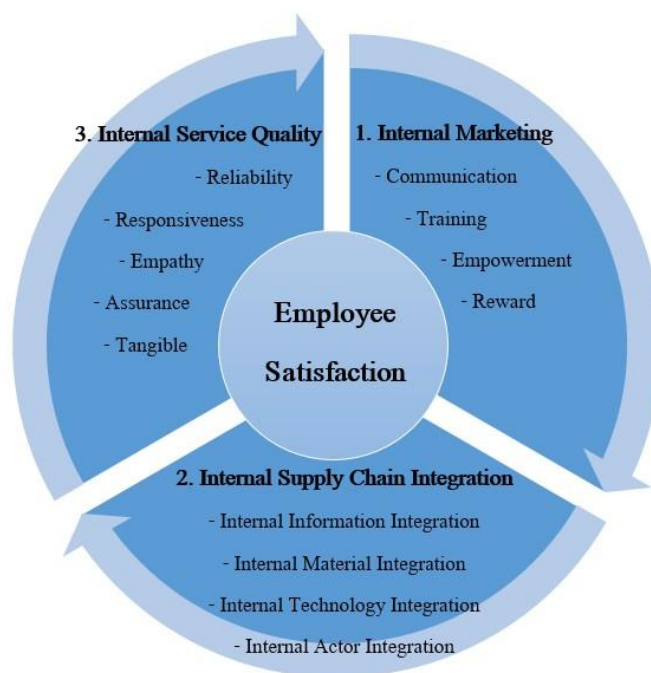 1. Internal Marketing
- Communication
- Training
- Empowerment
- Reward
2. Internal Supply Chain Integration
- Internal Information Integration
- Internal Material Integration
- Internal Technology Integration
- Internal Actor Integration
3. Internal Service Quality
- Reliability
- Responsiveness
- Empathy
- Assurance
- Tangible
Employee
Satisfaction